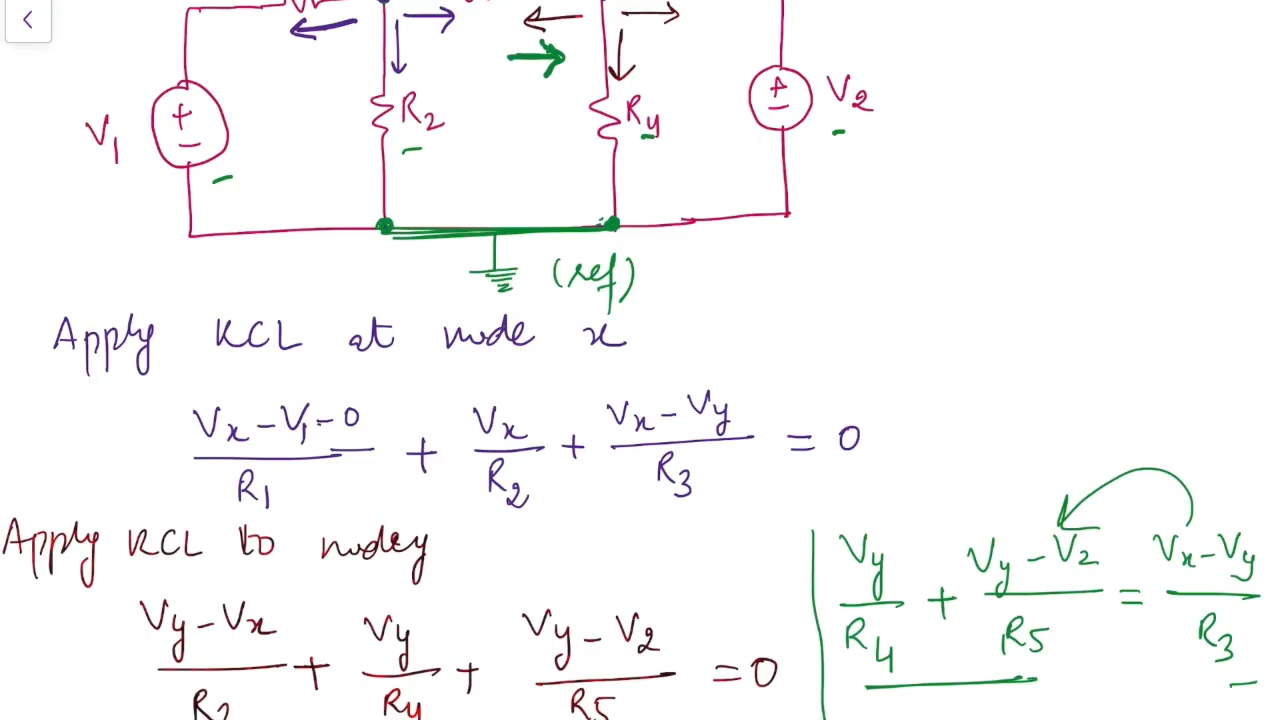 V₁
R₂
Ry
V₂
+
−
+
−
(ref)
Apply KCL at node x
(Vx − V₁ − 0)/R₁ + Vx/R₂ + (Vx − Vy)/R₃ = 0
Apply KCL to node y
(Vy − Vx)/R₃ + Vy/R₄ + (Vy − V₂)/R₅ = 0
Vy/R₄ + (Vy − V₂)/R₅ = (Vx − Vy)/R₃